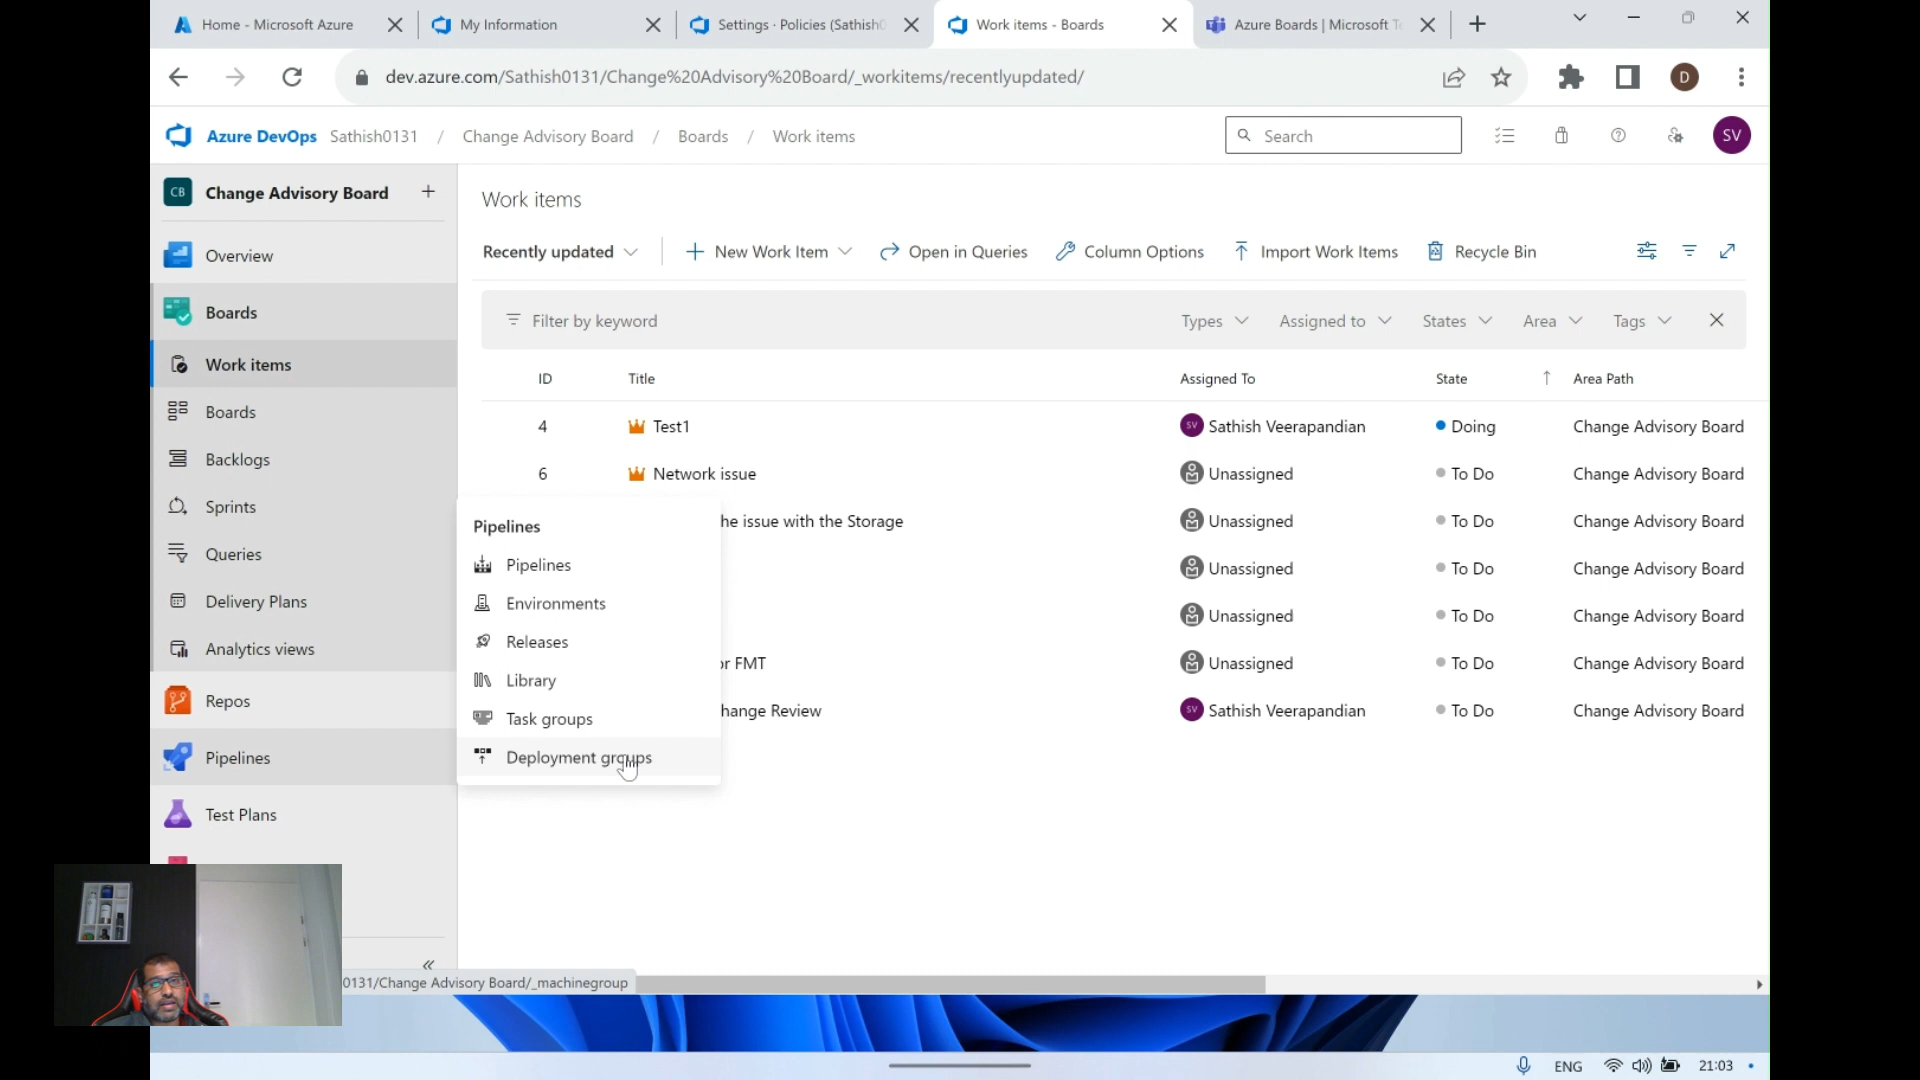 Home - Microsoft Azure
My Information
Settings · Policies (Sathish0
Work items - Boards
Azure Boards | Microsoft Te
dev.azure.com/Sathish0131/Change%20Advisory%20Board/_workitems/recentlyupdated/
D
Azure DevOps Sathish0131 / Change Advisory Board / Boards / Work items
Search
SV
CB Change Advisory Board
Overview
Boards
Work items
Boards
Backlogs
Sprints
Queries
Delivery Plans
Analytics views
Repos
Pipelines
Test Plans
Work items
Recently updated
New Work Item
Open in Queries
Column Options
Import Work Items
Recycle Bin
Filter by keyword
Types
Assigned to
States
Area
Tags
ID Title Assigned To State Area Path
4 Test1 SV Sathish Veerapandian Doing Change Advisory Board
6 Network issue Unassigned To Do Change Advisory Board
he issue with the Storage Unassigned To Do Change Advisory Board
Unassigned To Do Change Advisory Board
Unassigned To Do Change Advisory Board
or FMT Unassigned To Do Change Advisory Board
hange Review SV Sathish Veerapandian To Do Change Advisory Board
Pipelines
Pipelines
Environments
Releases
Library
Task groups
Deployment groups
0131/Change Advisory Board/_machinegroup
ENG
21:03